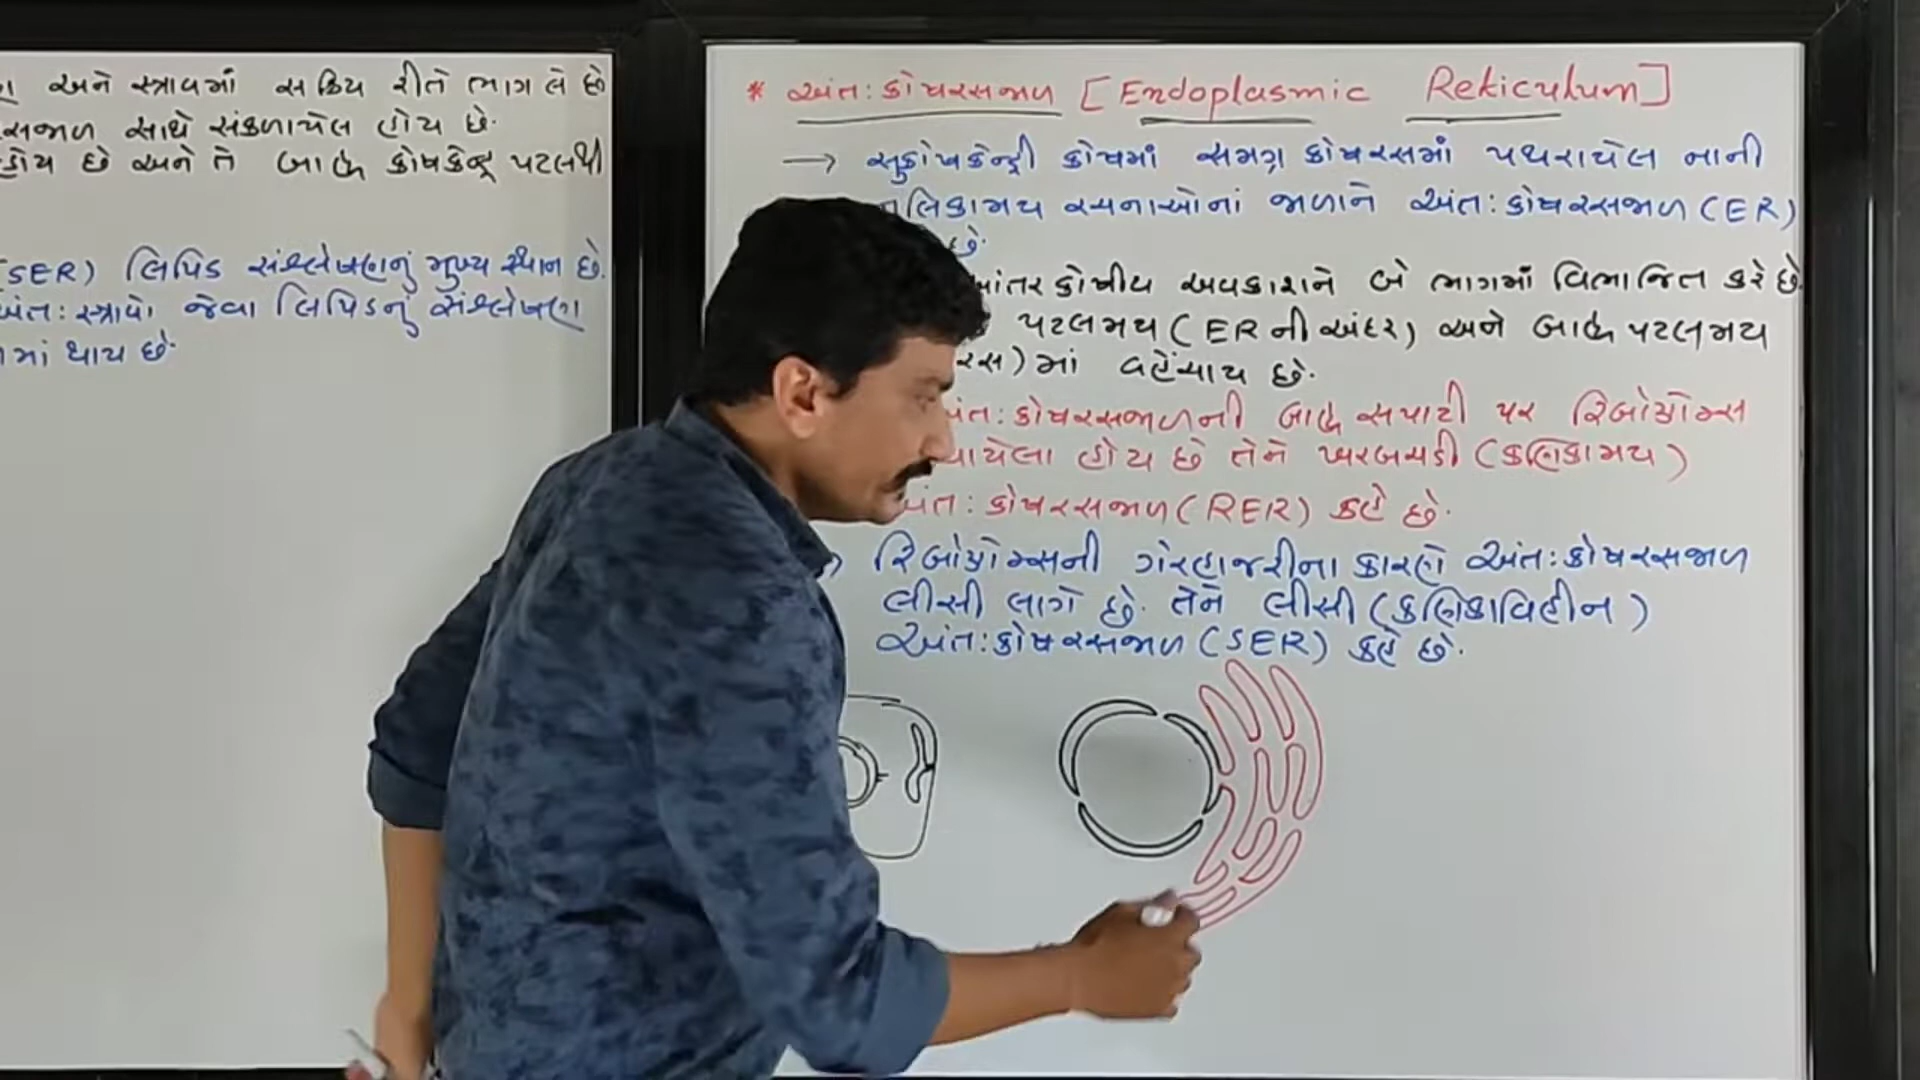 અને સ્ત્રાવમાં સક્રિય રીતે ભાગ લે છે
સાથે સંકળાયેલ હોય છે.
હોય છે અને તે બાહ્ય કોષકેન્દ્ર પટલથી
(SER) લિપિડ સંશ્લેષણનું મુખ્ય સ્થાન છે.
જેવા લિપિડનું સંશ્લેષણ
થાય છે.
* અંત:કોષરસજાળ [Endoplasmic Reticulum]
→ સુકોષકેન્દ્રી કોષમાં સમગ્ર કોષરસમાં પથરાયેલ નાની
રચનાઓનાં જાળાને અંત:કોષરસજાળ (ER)
છે.
આંતરકોષીય અવકાશને બે ભાગમાં વિભાજિત કરે છે.
પટલમય (ER ની અંદર) અને બાહ્ય પટલમય
માં વહેંચાય છે.
અંત:કોષરસજાળની બાહ્ય સપાટી પર રિબોઝોમ્સ
હોય છે તેને ખરબચડી (કણિકામય)
અંત:કોષરસજાળ (RER) કહે છે.
રિબોઝોમ્સની ગેરહાજરીના કારણે અંત:કોષરસજાળ
લીસી લાગે છે. તેને લીસી (કણિકાવિહીન)
અંત:કોષરસજાળ (SER) કહે છે.